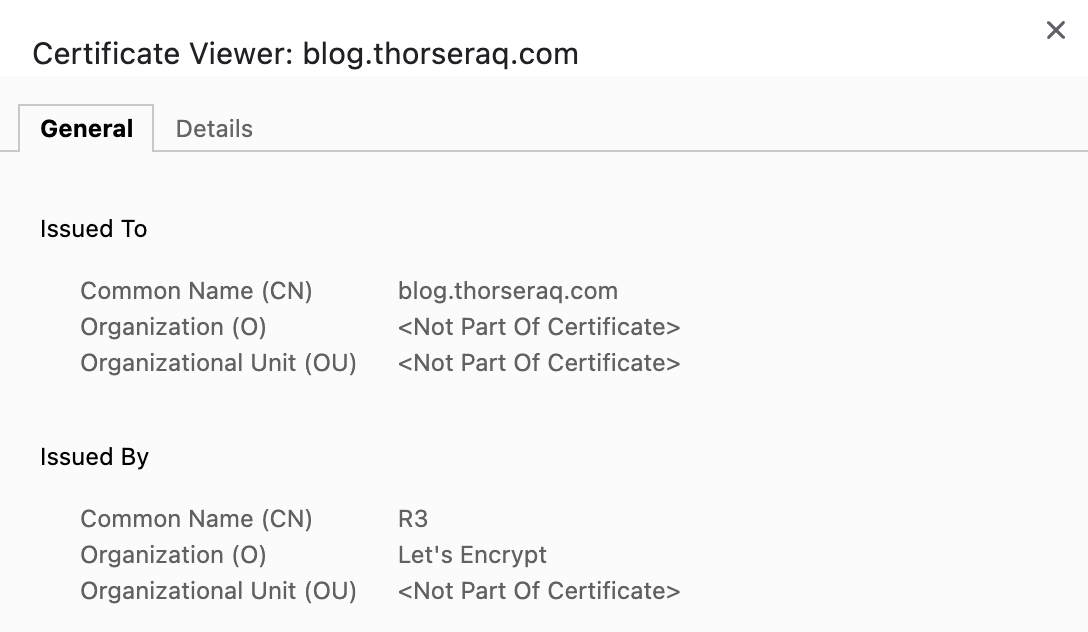 Certificate Viewer: blog.thorseraq.com
General Details
Issued To
Common Name (CN) blog.thorseraq.com
Organization (O) <Not Part Of Certificate>
Organizational Unit (OU) <Not Part Of Certificate>
Issued By
Common Name (CN) R3
Organization (O) Let's Encrypt
Organizational Unit (OU) <Not Part Of Certificate>